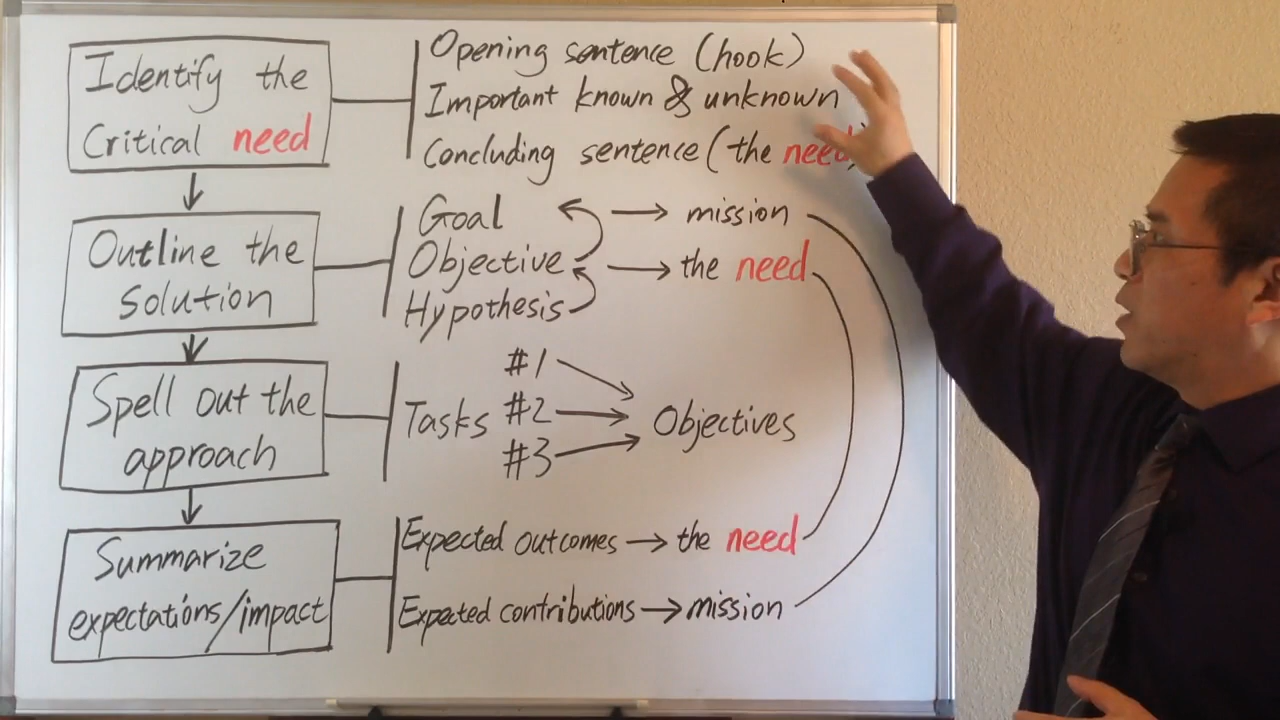 Identify the
Critical need
Opening sentence (hook)
Important known & unknown
Concluding sentence (the need)
Outline the
Solution
Goal → mission
Objective → the need
Hypothesis
Spell out the
approach
Tasks
#1
#2
#3
Objectives
Summarize
expectations/impact
Expected outcomes → the need
Expected contributions → mission